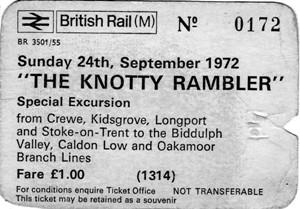 British Rail (M) Nº 0172
BR 3501/55
Sunday 24th, September 1972
"THE KNOTTY RAMBLER"
Special Excursion
from Crewe, Kidsgrove, Longport
and Stoke-on-Trent to the Biddulph
Valley, Caldon Low and Oakamoor
Branch Lines
Fare £1.00 (1314)
For conditions enquire Ticket Office NOT TRANSFERABLE
This ticket may be retained as a souvenir